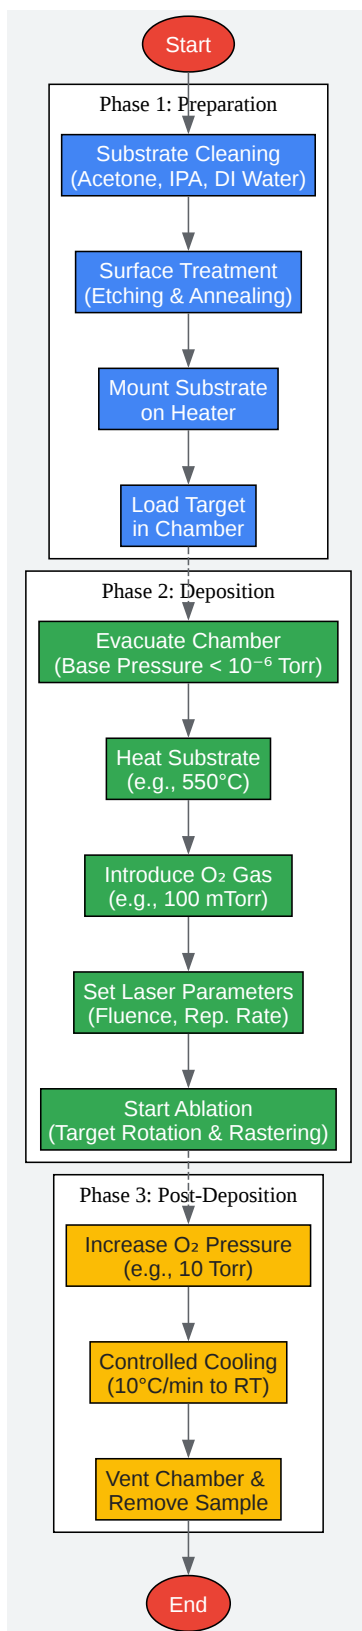 Start
Phase 1: Preparation
Substrate Cleaning
(Acetone, IPA, DI Water)
Surface Treatment
(Etching & Annealing)
Mount Substrate
on Heater
Load Target
in Chamber
Phase 2: Deposition
Evacuate Chamber
(Base Pressure < 10⁻⁶ Torr)
Heat Substrate
(e.g., 550°C)
Introduce O₂ Gas
(e.g., 100 mTorr)
Set Laser Parameters
(Fluence, Rep. Rate)
Start Ablation
(Target Rotation & Rastering)
Phase 3: Post-Deposition
Increase O₂ Pressure
(e.g., 10 Torr)
Controlled Cooling
(10°C/min to RT)
Vent Chamber &
Remove Sample
End